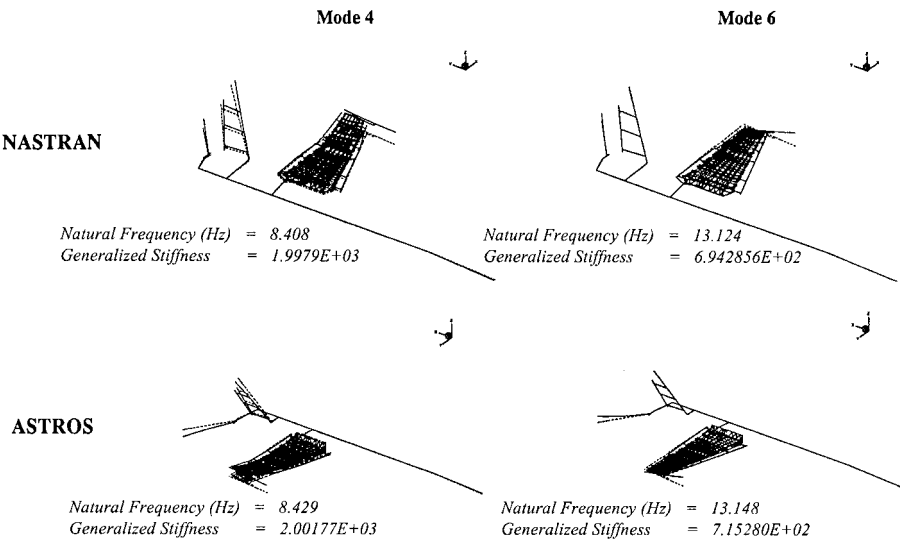 Mode 4
Mode 6
NASTRAN
Natural Frequency (Hz) = 8.408
Generalized Stiffness = 1.9979E+03
Natural Frequency (Hz) = 13.124
Generalized Stiffness = 6.942856E+02
ASTROS
Natural Frequency (Hz) = 8.429
Generalized Stiffness = 2.00177E+03
Natural Frequency (Hz) = 13.148
Generalized Stiffness = 7.15280E+02